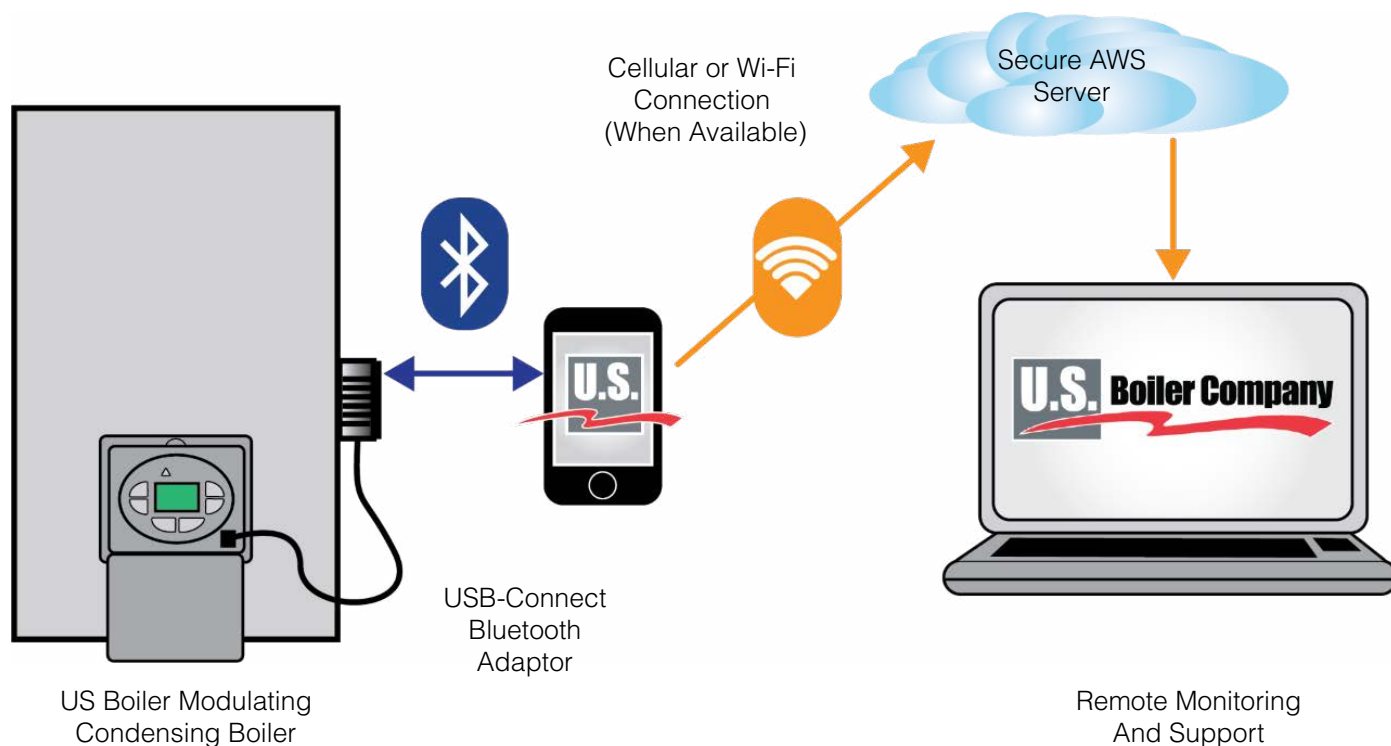 Cellular or Wi-Fi
Connection
(When Available)
Secure AWS
Server
U.S.
U.S. Boiler Company
USB-Connect
Bluetooth
Adaptor
US Boiler Modulating
Condensing Boiler
Remote Monitoring
And Support